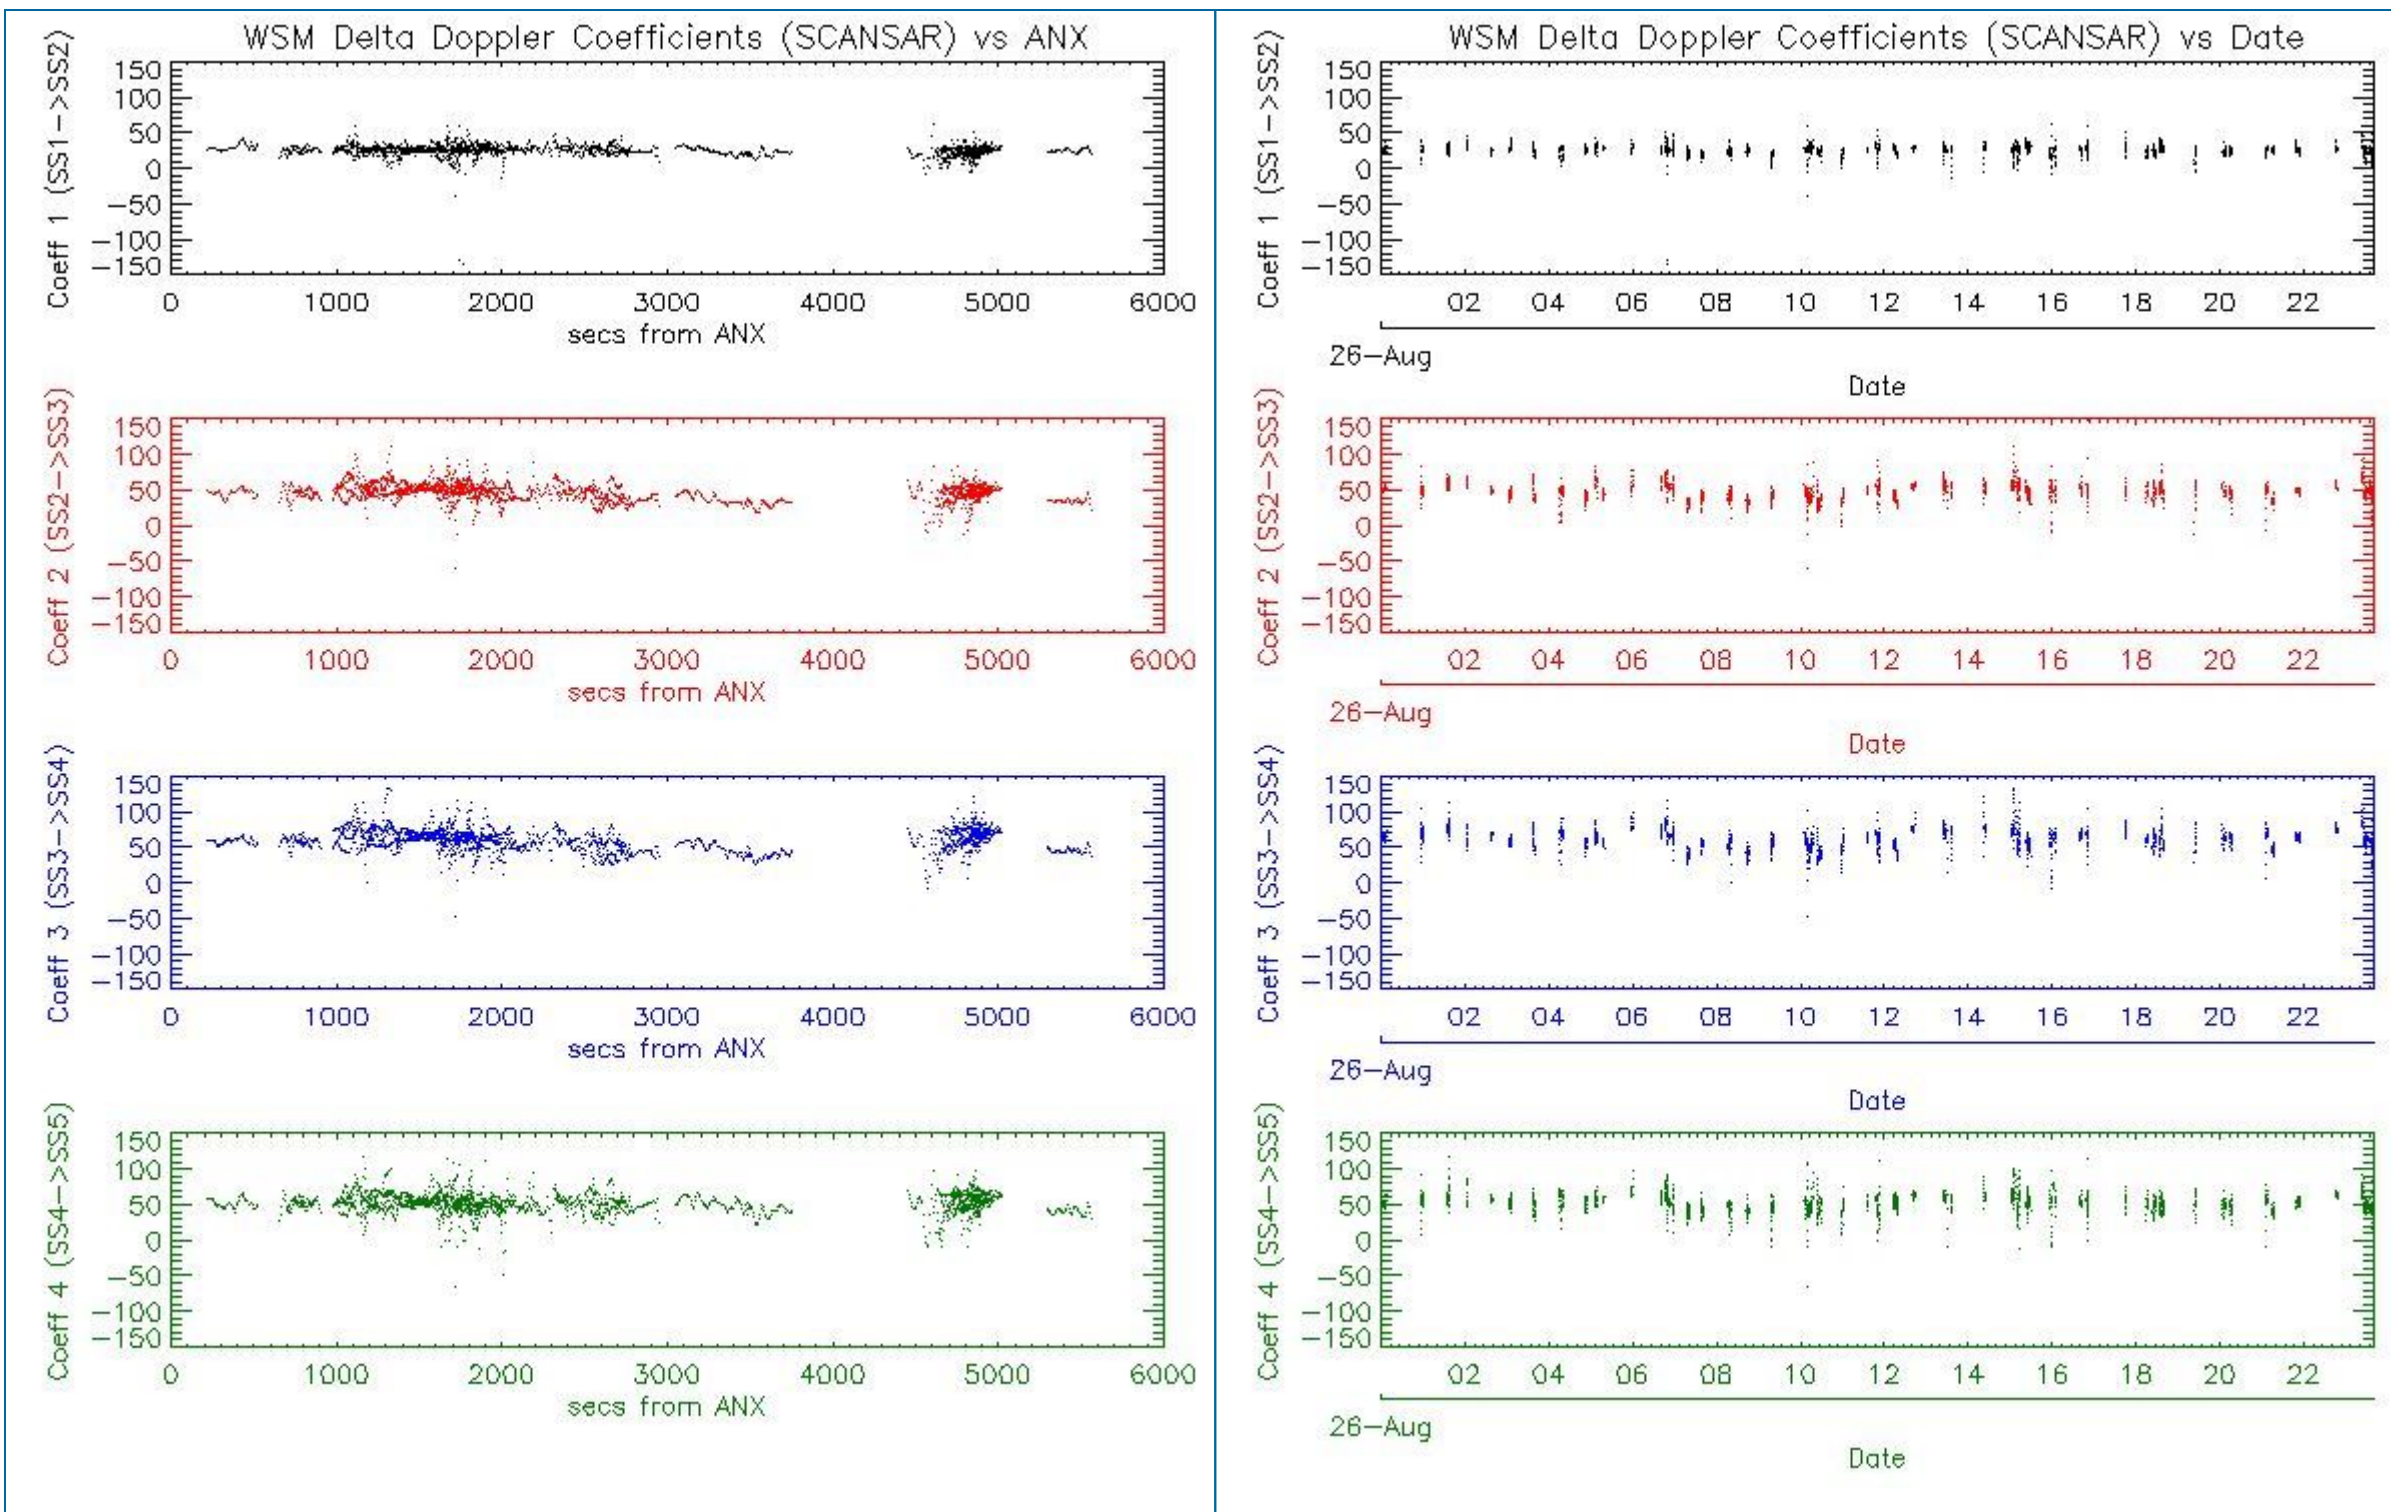 WSM Delta Doppler Coefficients (SCANSAR) vs ANX
Coeff 1 (SS1->SS2)
150
100
50
0
-50
-100
-150
0 1000 2000 3000 4000 5000 6000
secs from ANX
Coeff 2 (SS2->SS3)
150
100
50
0
-50
-100
-150
0 1000 2000 3000 4000 5000 6000
secs from ANX
Coeff 3 (SS3->SS4)
150
100
50
0
-50
-100
-150
0 1000 2000 3000 4000 5000 6000
secs from ANX
Coeff 4 (SS4->SS5)
150
100
50
0
-50
-100
-150
0 1000 2000 3000 4000 5000 6000
secs from ANX
WSM Delta Doppler Coefficients (SCANSAR) vs Date
Coeff 1 (SS1->SS2)
150
100
50
0
-50
-100
-150
02 04 06 08 10 12 14 16 18 20 22
26-Aug
Date
Coeff 2 (SS2->SS3)
150
100
50
0
-50
-100
-150
02 04 06 08 10 12 14 16 18 20 22
26-Aug
Date
Coeff 3 (SS3->SS4)
150
100
50
0
-50
-100
-150
02 04 06 08 10 12 14 16 18 20 22
26-Aug
Date
Coeff 4 (SS4->SS5)
150
100
50
0
-50
-100
-150
02 04 06 08 10 12 14 16 18 20 22
26-Aug
Date